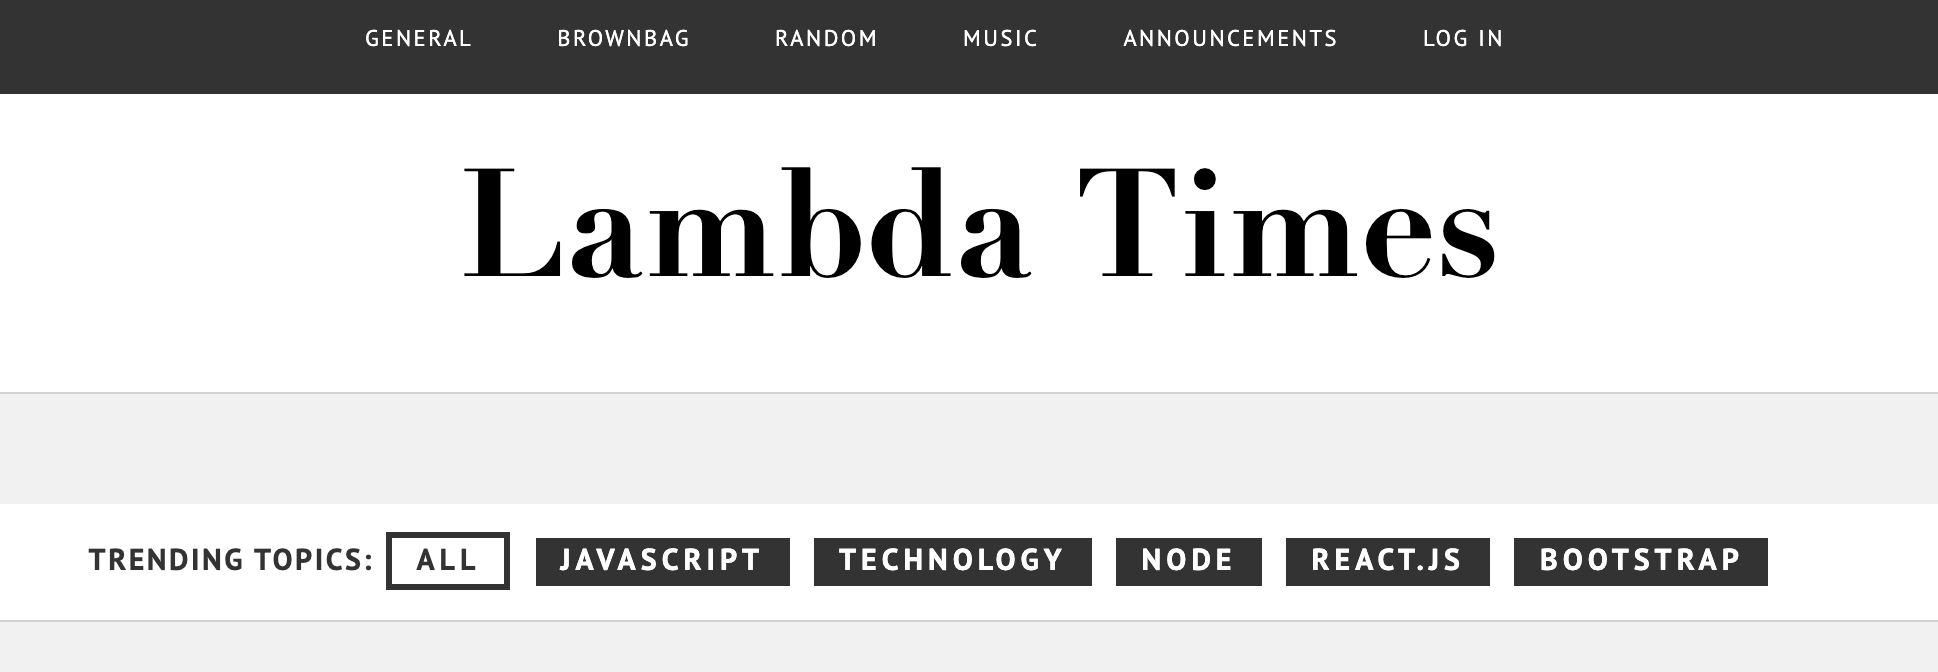 GENERAL BROWNBAG RANDOM MUSIC ANNOUNCEMENTS LOG IN
Lambda Times
TRENDING TOPICS: ALL JAVASCRIPT TECHNOLOGY NODE REACT.JS BOOTSTRAP